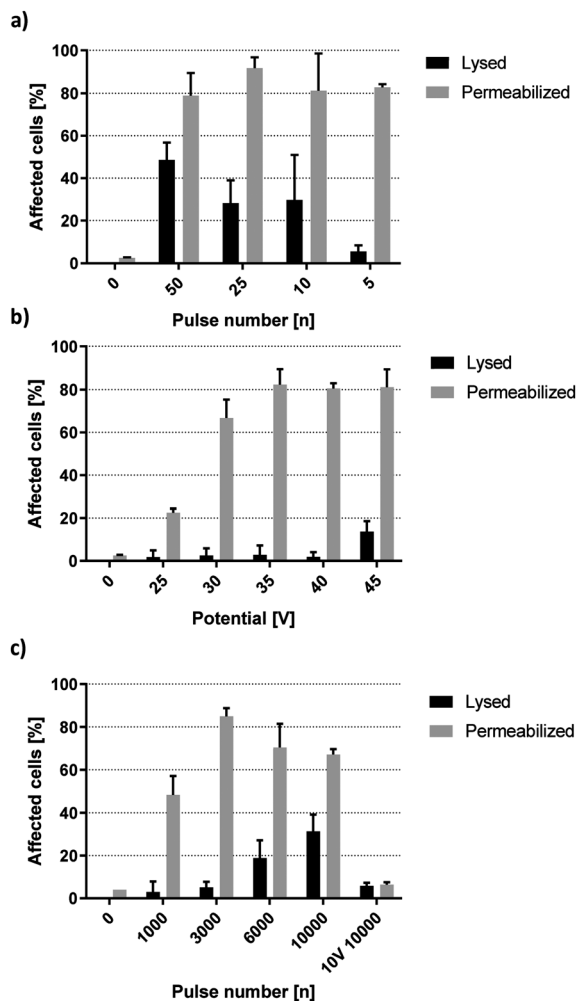 a)
100
80
60
40
20
0
Affected cells [%]
0 50 25 10 5
Pulse number [n]
Lysed
Permeabilized
b)
100
80
60
40
20
0
Affected cells [%]
0 25 30 35 40 45
Potential [V]
Lysed
Permeabilized
c)
100
80
60
40
20
0
Affected cells [%]
0 1000 3000 6000 10000 10V 10000
Pulse number [n]
Lysed
Permeabilized